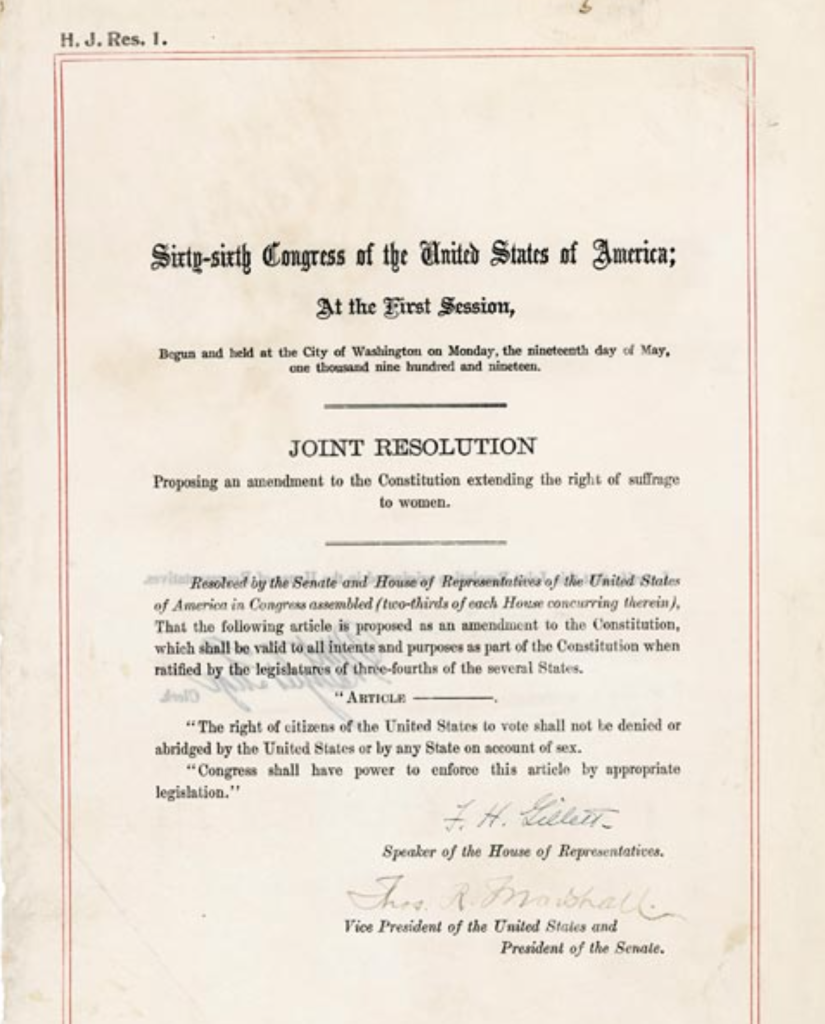 H. J. Res. 1.
Sixty-sixth Congress of the United States of America;
At the First Session,
Begun and held at the City of Washington on Monday, the nineteenth day of May,
one thousand nine hundred and nineteen.
JOINT RESOLUTION
Proposing an amendment to the Constitution extending the right of suffrage
to women.
Resolved by the Senate and House of Representatives of the United States
of America in Congress assembled (two-thirds of each House concurring therein),
That the following article is proposed as an amendment to the Constitution,
which shall be valid to all intents and purposes as part of the Constitution when
ratified by the legislatures of three-fourths of the several States.
"ARTICLE ————.
"The right of citizens of the United States to vote shall not be denied or
abridged by the United States or by any State on account of sex.
"Congress shall have power to enforce this article by appropriate
legislation."
F. H. Gillett
Speaker of the House of Representatives.
Thos. R. Marshall
Vice President of the United States and
President of the Senate.